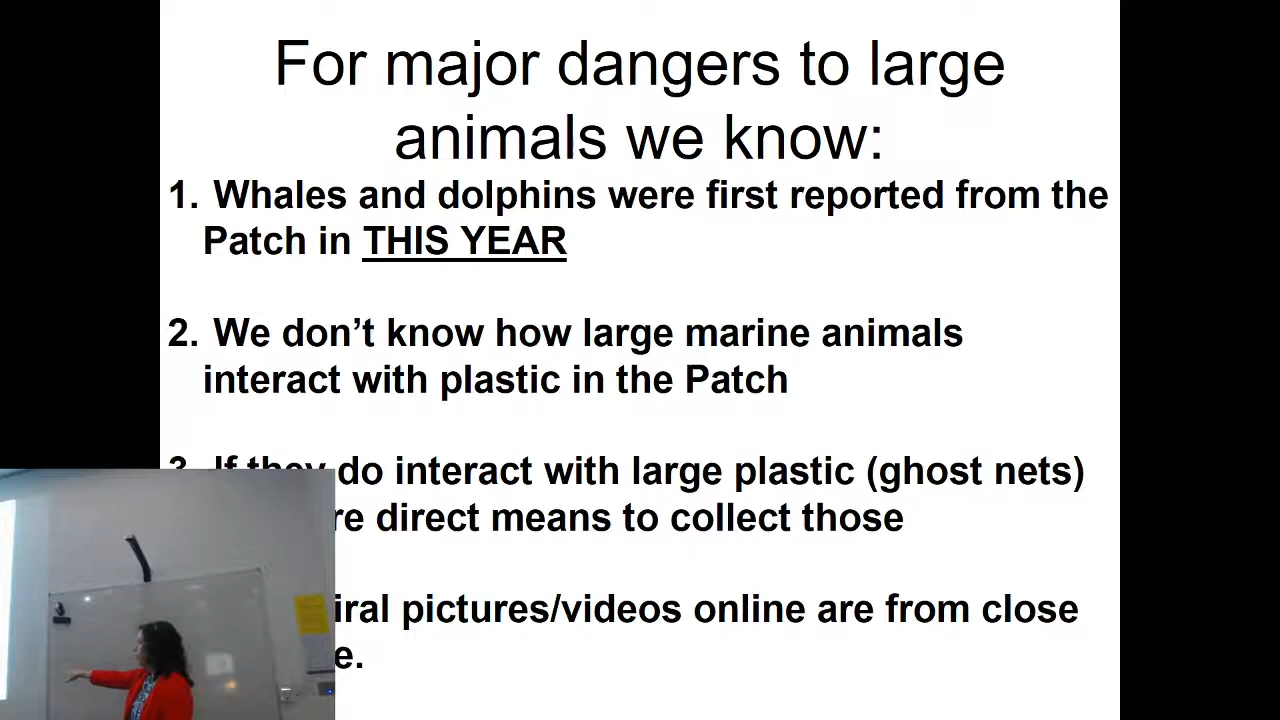 For major dangers to large
animals we know:
1. Whales and dolphins were first reported from the
Patch in THIS YEAR
2. We don’t know how large marine animals
interact with plastic in the Patch
3. If they do interact with large plastic (ghost nets)
direct means to collect those
pictures/videos online are from close